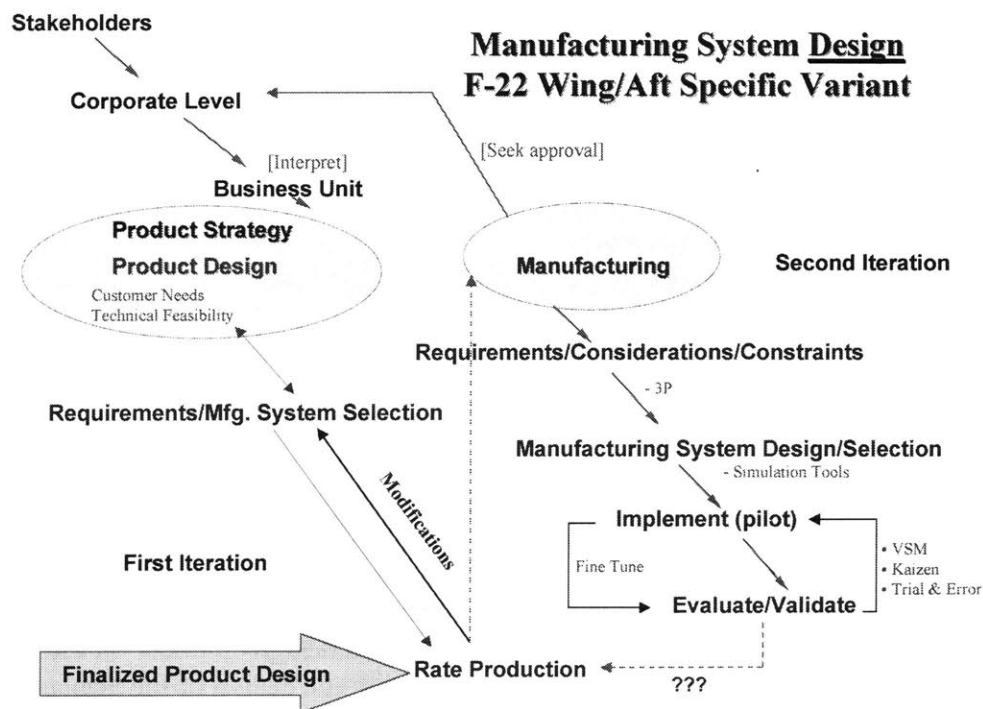 Stakeholders
Manufacturing System Design
F-22 Wing/Aft Specific Variant
Corporate Level
[Seek approval]
[Interpret]
Business Unit
Product Strategy
Product Design
Customer Needs
Technical Feasibility
Manufacturing
Second Iteration
Requirements/Considerations/Constraints
- 3P
Requirements/Mfg. System Selection
Manufacturing System Design/Selection
- Simulation Tools
Modifications
Implement (pilot)
First Iteration
Fine Tune
• VSM
• Kaizen
• Trial & Error
Evaluate/Validate
Finalized Product Design
Rate Production
???